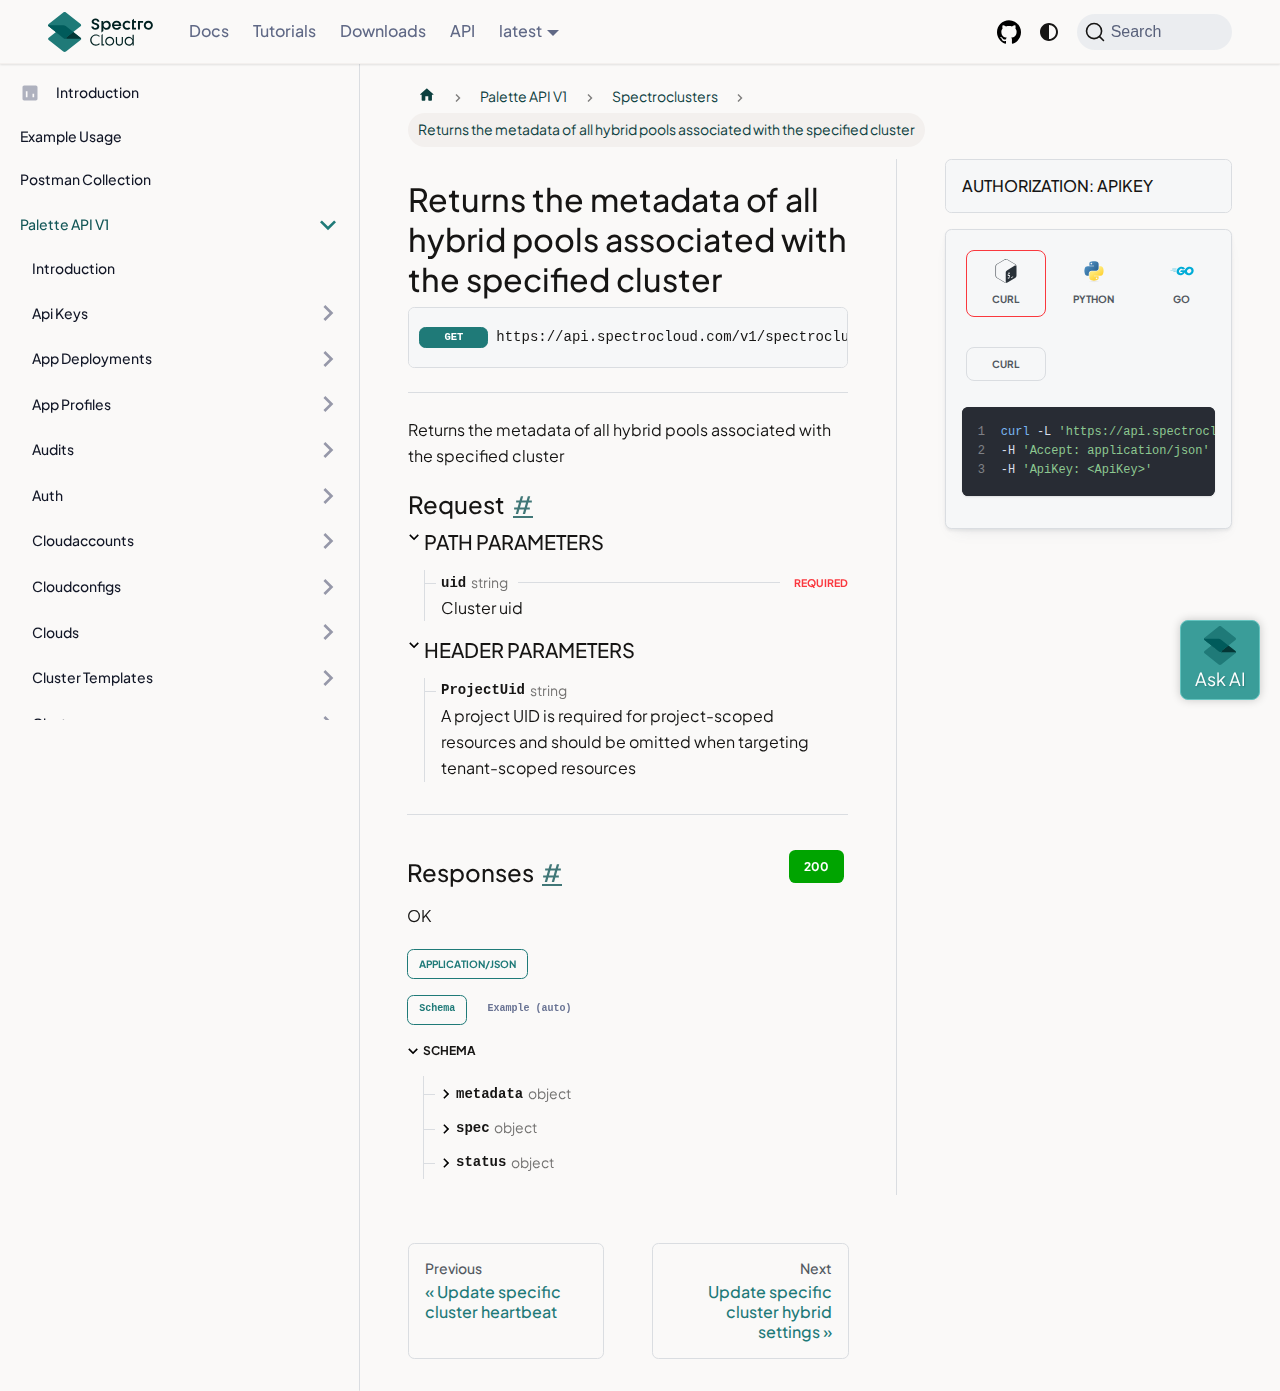 Spectro
Cloud
Docs
Tutorials
Downloads
API
latest
Search
Introduction
Example Usage
Postman Collection
Palette API V1
Introduction
Api Keys
App Deployments
App Profiles
Audits
Auth
Cloudaccounts
Cloudconfigs
Clouds
Cluster Templates
Palette API V1
Spectroclusters
Returns the metadata of all hybrid pools associated with the specified cluster
Returns the metadata of all
hybrid pools associated with
the specified cluster
GET https://api.spectrocloud.com/v1/spectroclu
Returns the metadata of all hybrid pools associated with
the specified cluster
Request #
PATH PARAMETERS
uid string REQUIRED
Cluster uid
HEADER PARAMETERS
ProjectUid string
A project UID is required for project-scoped
resources and should be omitted when targeting
tenant-scoped resources
Responses #
200
OK
APPLICATION/JSON
Schema
Example (auto)
SCHEMA
metadata object
spec object
status object
Previous
« Update specific
cluster heartbeat
Next
Update specific
cluster hybrid
settings »
AUTHORIZATION: APIKEY
CURL
PYTHON
GO
CURL
1 curl -L 'https://api.spectrocl
2 -H 'Accept: application/json'
3 -H 'ApiKey: <ApiKey>'
Ask AI